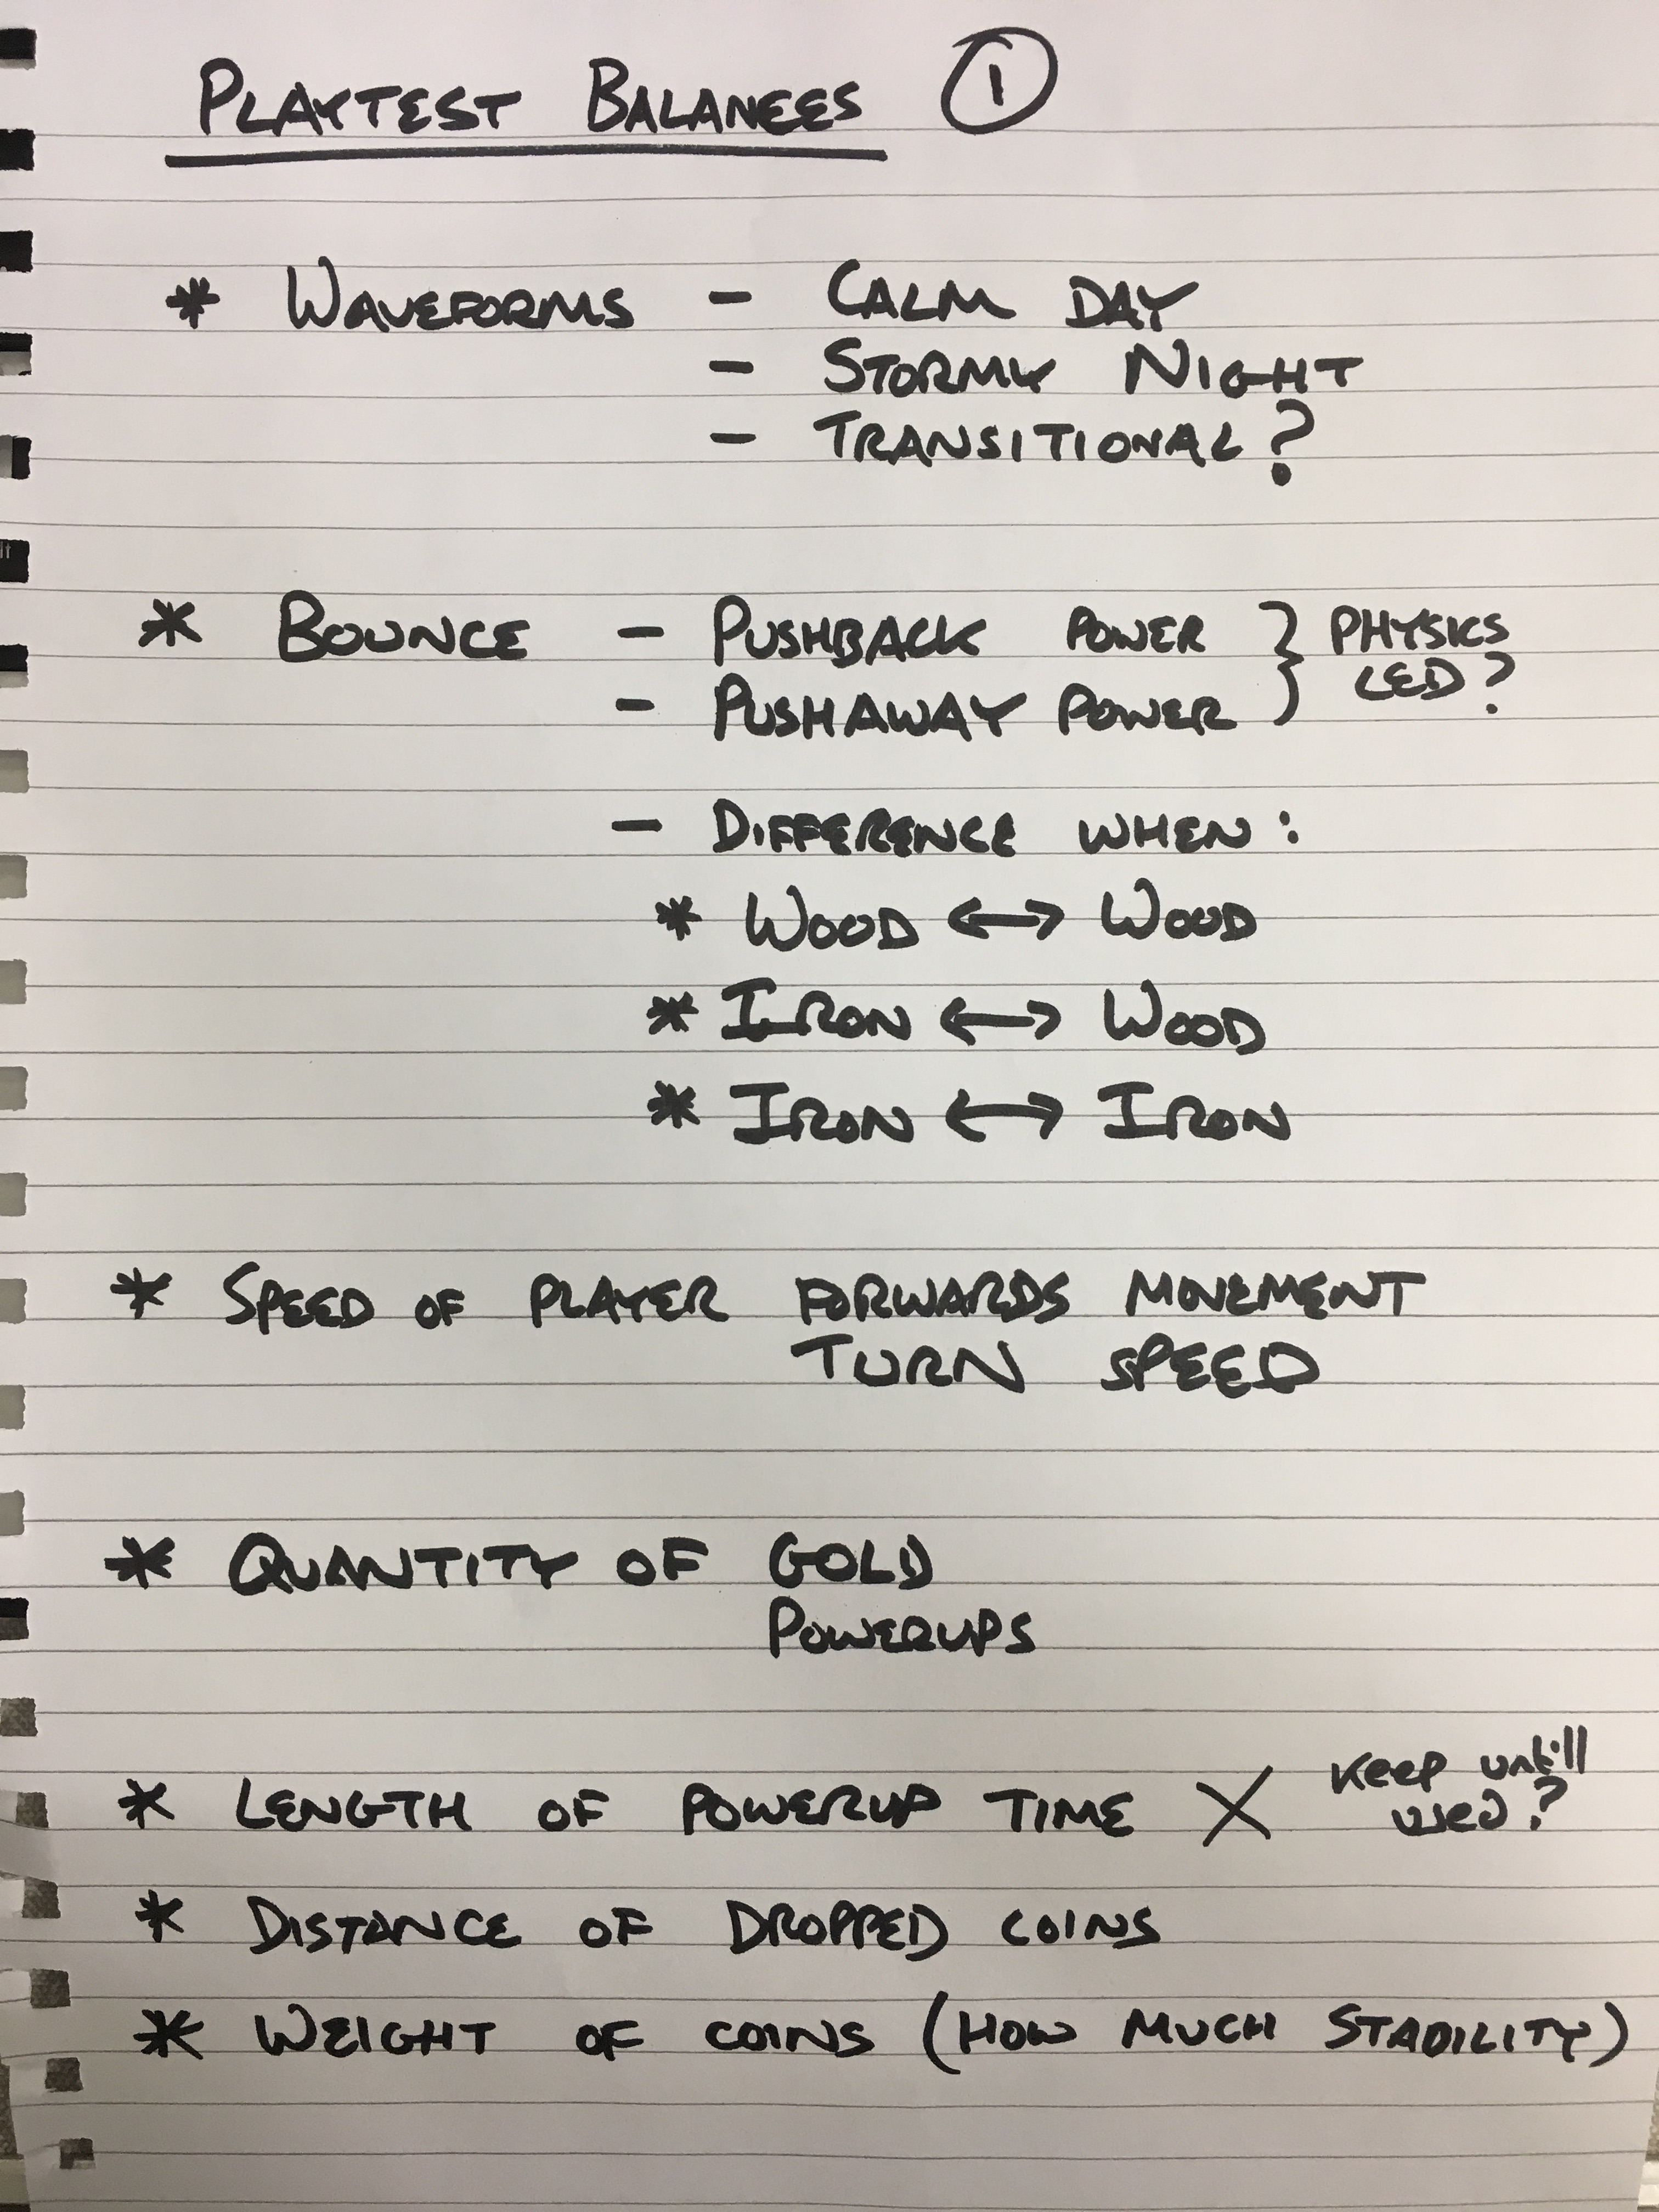 PLAYTEST BALANCES 1
* WAVEFORMS - CALM DAY
- STORMY NIGHT
- TRANSITIONAL?
* BOUNCE - PUSHBACK POWER } PHYSICS
- PUSHAWAY POWER LED?
- DIFFERENCE WHEN:
* WOOD <-> WOOD
* IRON <-> WOOD
* IRON <-> IRON
* SPEED OF PLAYER FORWARDS MOVEMENT
TURN SPEED
* QUANTITY OF GOLD
POWERUPS
* LENGTH OF POWERUP TIME X Keep untill
used?
* DISTANCE OF DROPPED COINS
* WEIGHT OF COINS (HOW MUCH STABILITY)